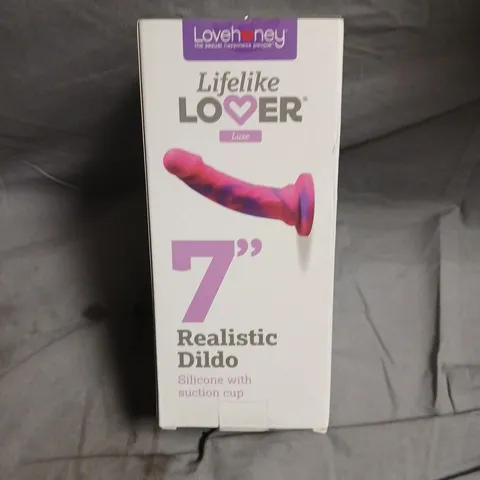 Lovehoney
the sexual happiness people
Lifelike
LOVER
Luxe
7”
Realistic
Dildo
Silicone with
suction cup